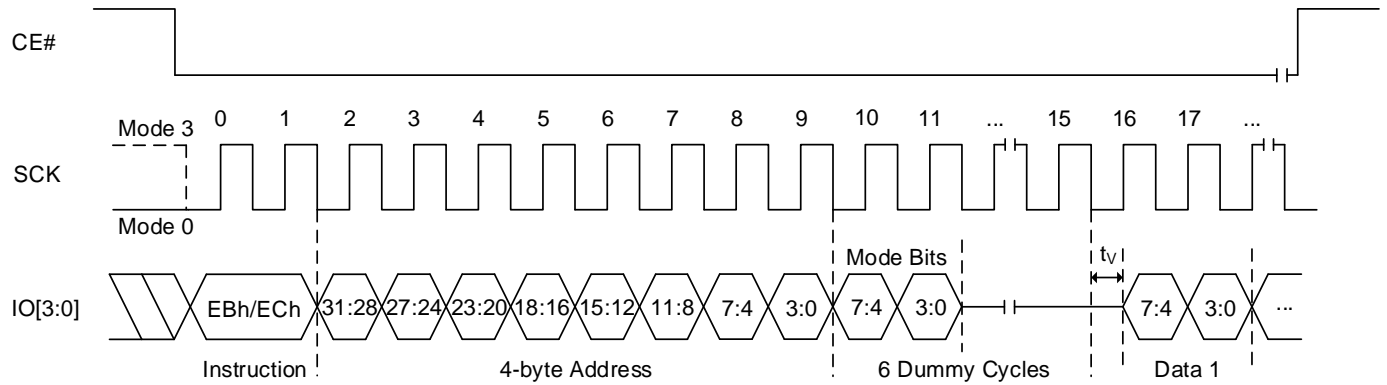 CE#
Mode 3 0 1 2 3 4 5 6 7 8 9 10 11 ... 15 16 17 ...
SCK
Mode 0
Mode Bits tV
IO[3:0] EBh/ECh 31:28 27:24 23:20 18:16 15:12 11:8 7:4 3:0 7:4 3:0 7:4 3:0 ...
Instruction 4-byte Address 6 Dummy Cycles Data 1